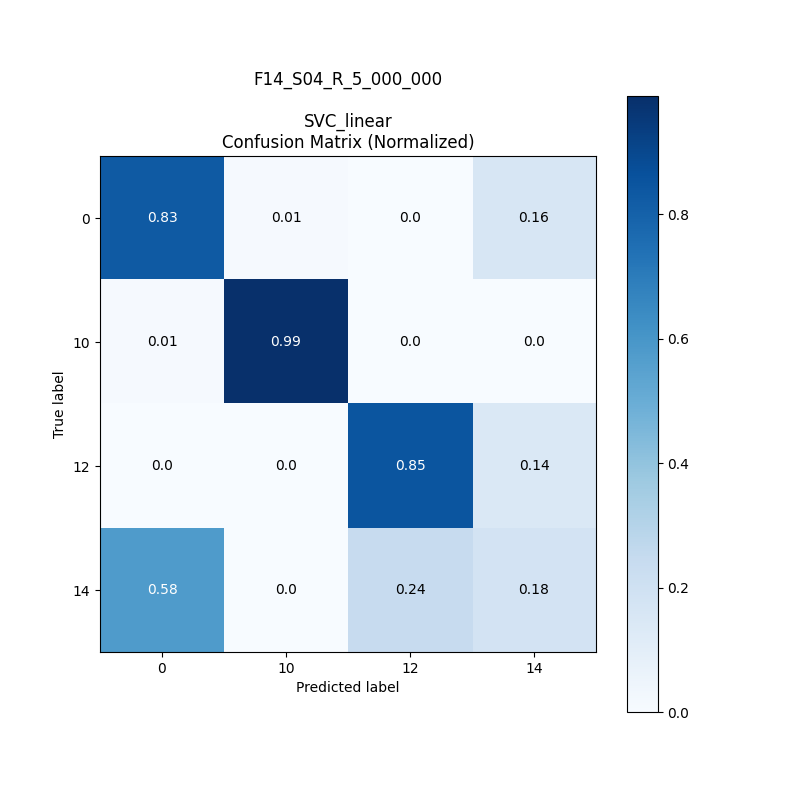 F14_S04_R_5_000_000
SVC_linear
Confusion Matrix (Normalized)
True label
0 0.83 0.01 0.0 0.16
10 0.01 0.99 0.0 0.0
12 0.0 0.0 0.85 0.14
14 0.58 0.0 0.24 0.18
0 10 12 14
Predicted label
0.8
0.6
0.4
0.2
0.0